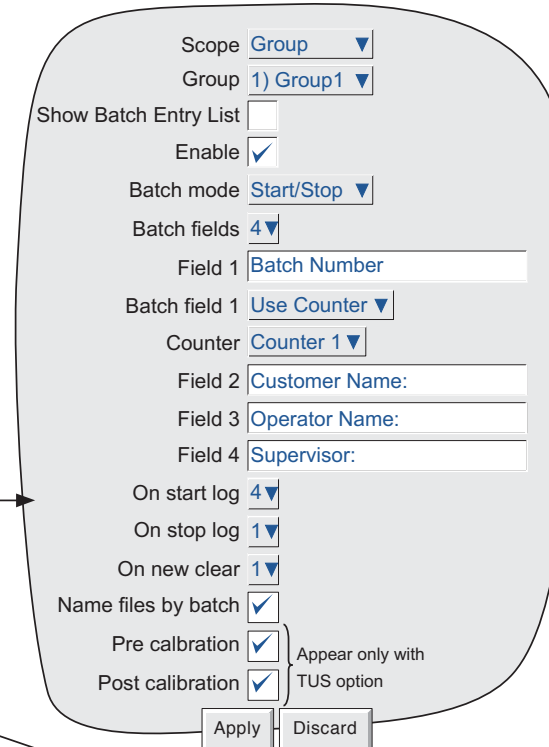 Scope Group
Group 1) Group1
Show Batch Entry List
Enable
Batch mode Start/Stop
Batch fields 4
Field 1 Batch Number
Batch field 1 Use Counter
Counter Counter 1
Field 2 Customer Name:
Field 3 Operator Name:
Field 4 Supervisor:
On start log 4
On stop log 1
On new clear 1
Name files by batch
Pre calbration
Post calibration
Appear only with
TUS option
Apply Discard